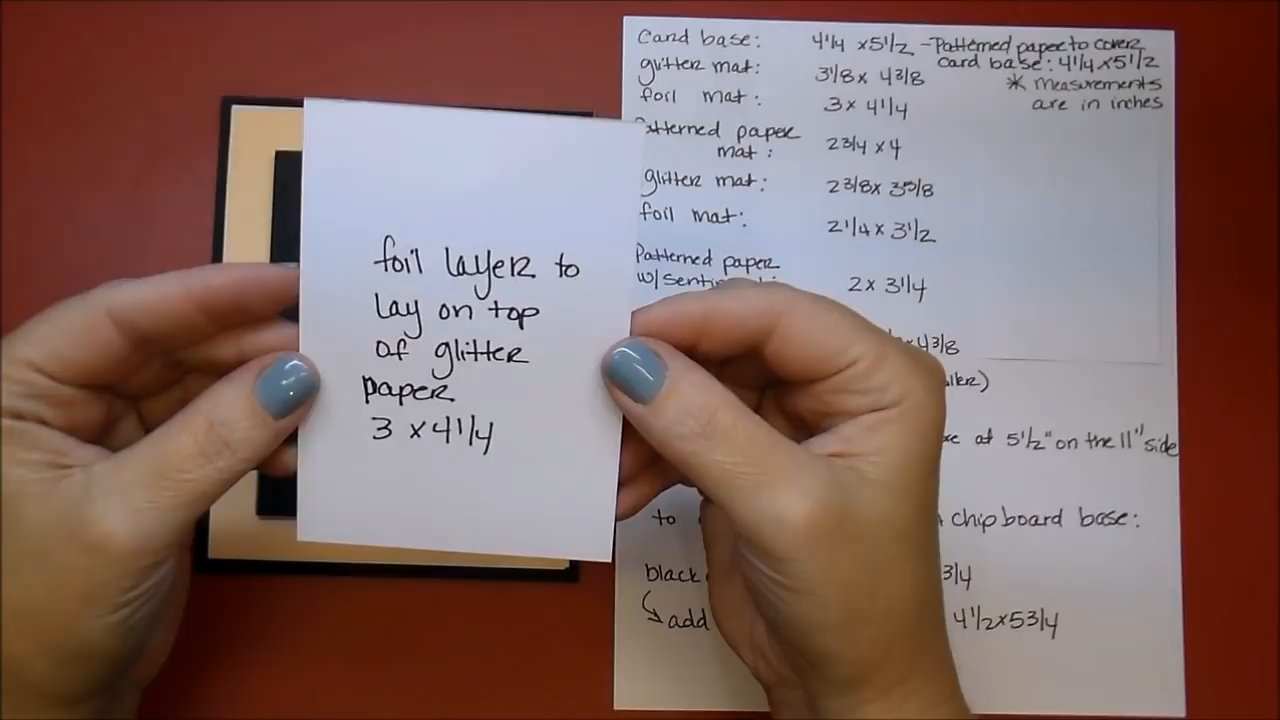 foil layer to
lay on top
of glitter
paper
3 x 4 1/4
Card base: 4 1/4 x 5 1/2 - Patterned paper to cover
card base: 4 1/4 x 5 1/2
* measurements
are in inches
glitter mat: 3 1/8 x 4 3/8
foil mat: 3 x 4 1/4
patterned paper
mat: 2 3/4 x 4
glitter mat: 2 3/8 x 3 5/8
foil mat: 2 1/4 x 3 1/2
Patterned paper
w/ 2 x 3 1/4
x 4 3/8
at 5 1/2" on the 11" side
to chipboard base:
black 3/4
add 4 1/2 x 5 3/4